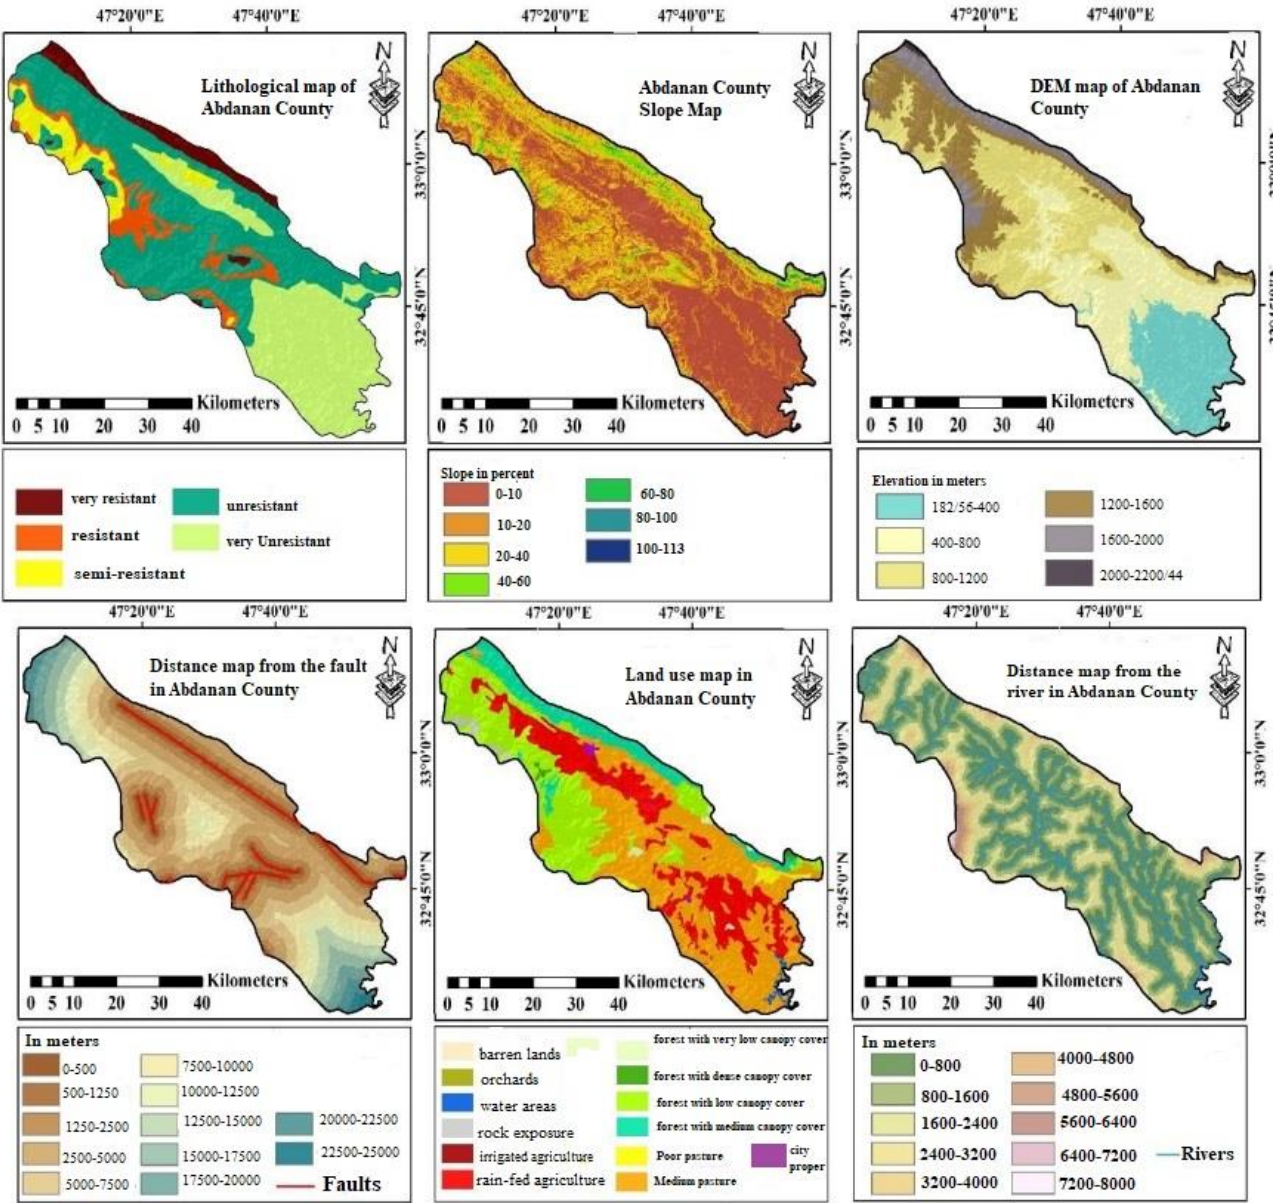 47°20'0"E 47°40'0"E
47°20'0"E 47°40'0"E
47°20'0"E 47°40'0"E
N
Lithological map of
Abdanan County
33°0'0"N
32°45'0"N
Kilometers
0 5 10 20 30 40
N
Abdanan County
Slope Map
33°0'0"N
32°45'0"N
Kilometers
0 5 10 20 30 40
N
DEM map of Abdanan
County
Kilometers
0 5 10 20 30 40
very resistant
resistant
semi-resistant
unresistant
very Unresistant
Slope in percent
0-10
10-20
20-40
40-60
60-80
80-100
100-113
Elevation in meters
182/56-400
400-800
800-1200
1200-1600
1600-2000
2000-2200/44
47°20'0"E 47°40'0"E
47°20'0"E 47°40'0"E
47°20'0"E 47°40'0"E
N
Distance map from the fault
in Abdanan County
33°0'0"N
32°45'0"N
Kilometers
0 5 10 20 30 40
N
Land use map in
Abdanan County
33°0'0"N
32°45'0"N
Kilometers
0 5 10 20 30 40
N
Distance map from the
river in Abdanan County
Kilometers
0 5 10 20 30 40
In meters
0-500
500-1250
1250-2500
2500-5000
5000-7500
7500-10000
10000-12500
12500-15000
15000-17500
17500-20000
20000-22500
22500-25000
Faults
barren lands
orchards
water areas
rock exposure
irrigated agriculture
rain-fed agriculture
forest with very low canopy cover
forest with dense canopy cover
forest with low canopy cover
forest with medium canopy cover
Poor pasture
Medium pasture
city
proper
In meters
0-800
800-1600
1600-2400
2400-3200
3200-4000
4000-4800
4800-5600
5600-6400
6400-7200
7200-8000
Rivers